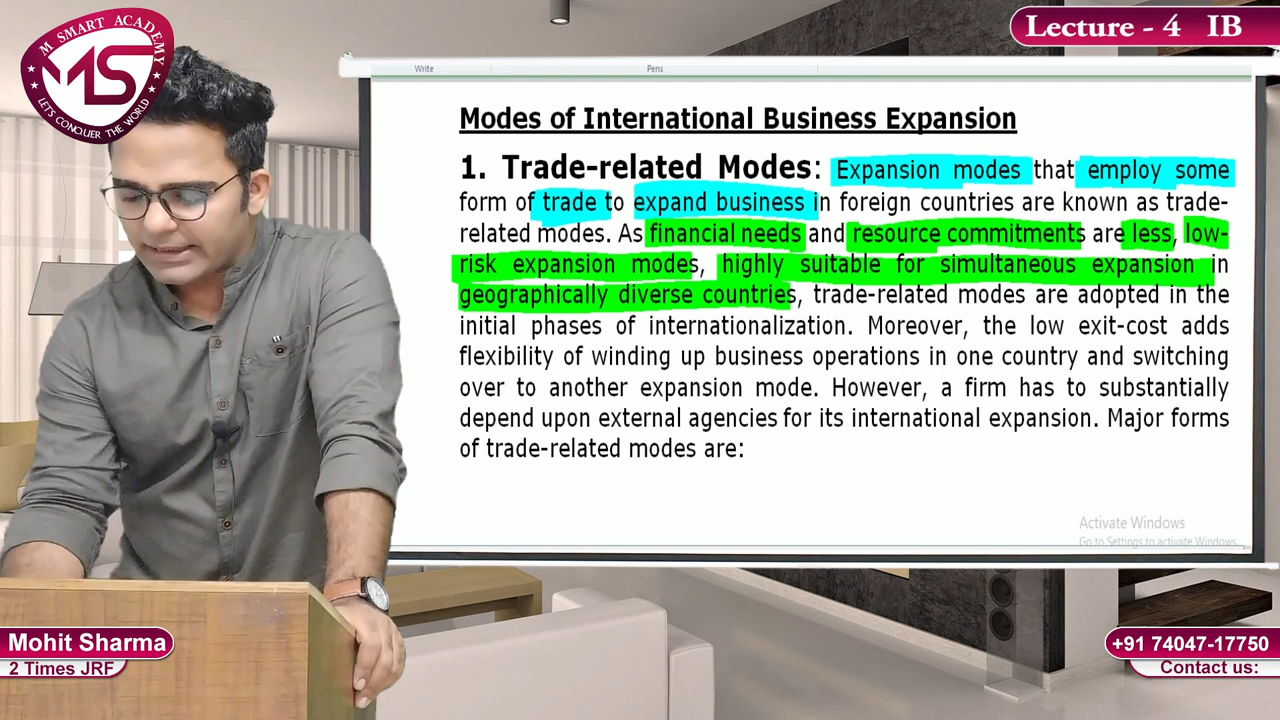 M SMART ACADEMY
MS
LET'S CONQUER THE WORLD
Lecture - 4 IB
Write
Pens
Modes of International Business Expansion
1. Trade-related Modes: Expansion modes that employ some
form of trade to expand business in foreign countries are known as trade-
related modes. As financial needs and resource commitments are less, low-
risk expansion modes, highly suitable for simultaneous expansion in
geographically diverse countries, trade-related modes are adopted in the
initial phases of internationalization. Moreover, the low exit-cost adds
flexibility of winding up business operations in one country and switching
over to another expansion mode. However, a firm has to substantially
depend upon external agencies for its international expansion. Major forms
of trade-related modes are:
Activate Windows
Go to Settings to activate Windows.
Mohit Sharma
2 Times JRF
+91 74047-17750
Contact us: